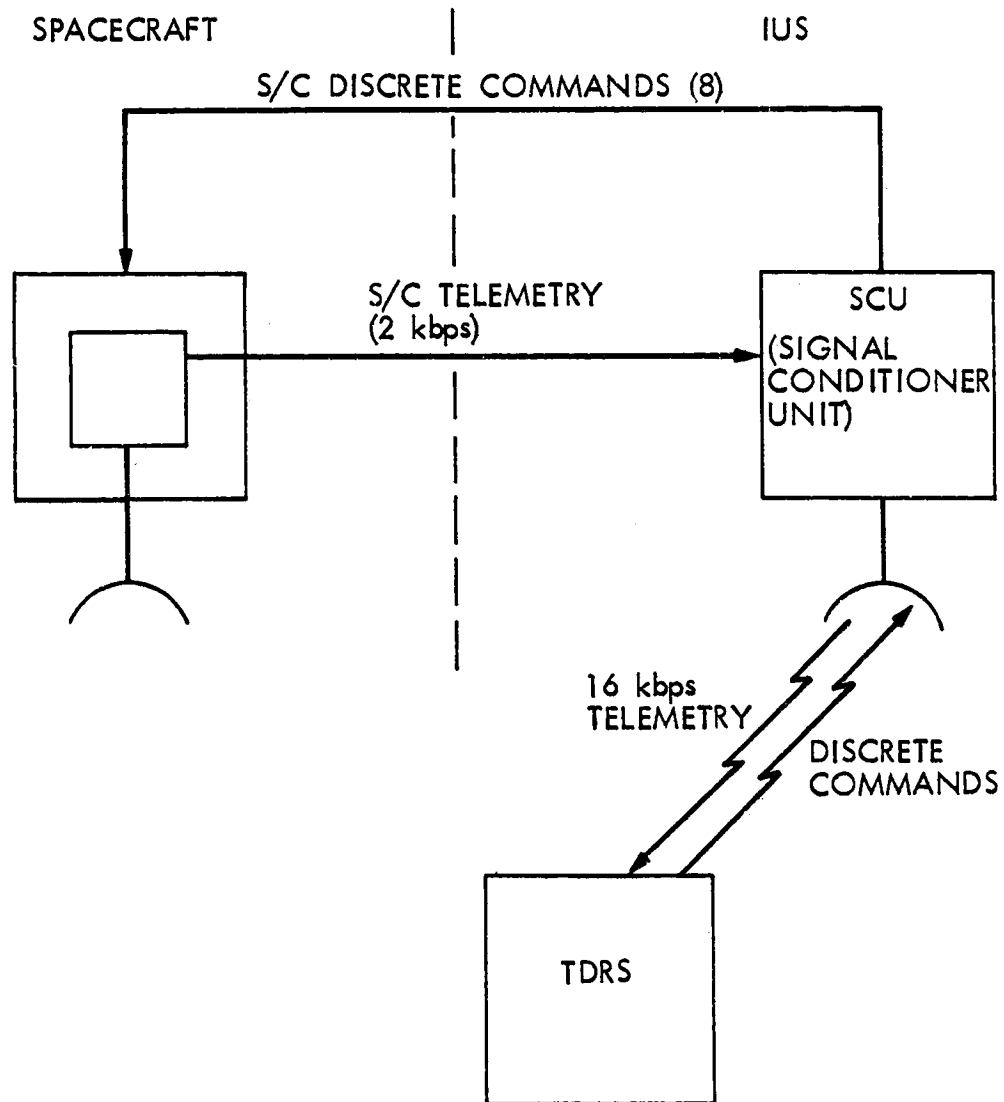 SPACECRAFT
IUS
S/C DISCRETE COMMANDS (8)
S/C TELEMETRY
(2 kbps)
SCU
(SIGNAL
CONDITIONER
UNIT)
16 kbps
TELEMETRY
DISCRETE
COMMANDS
TDRS